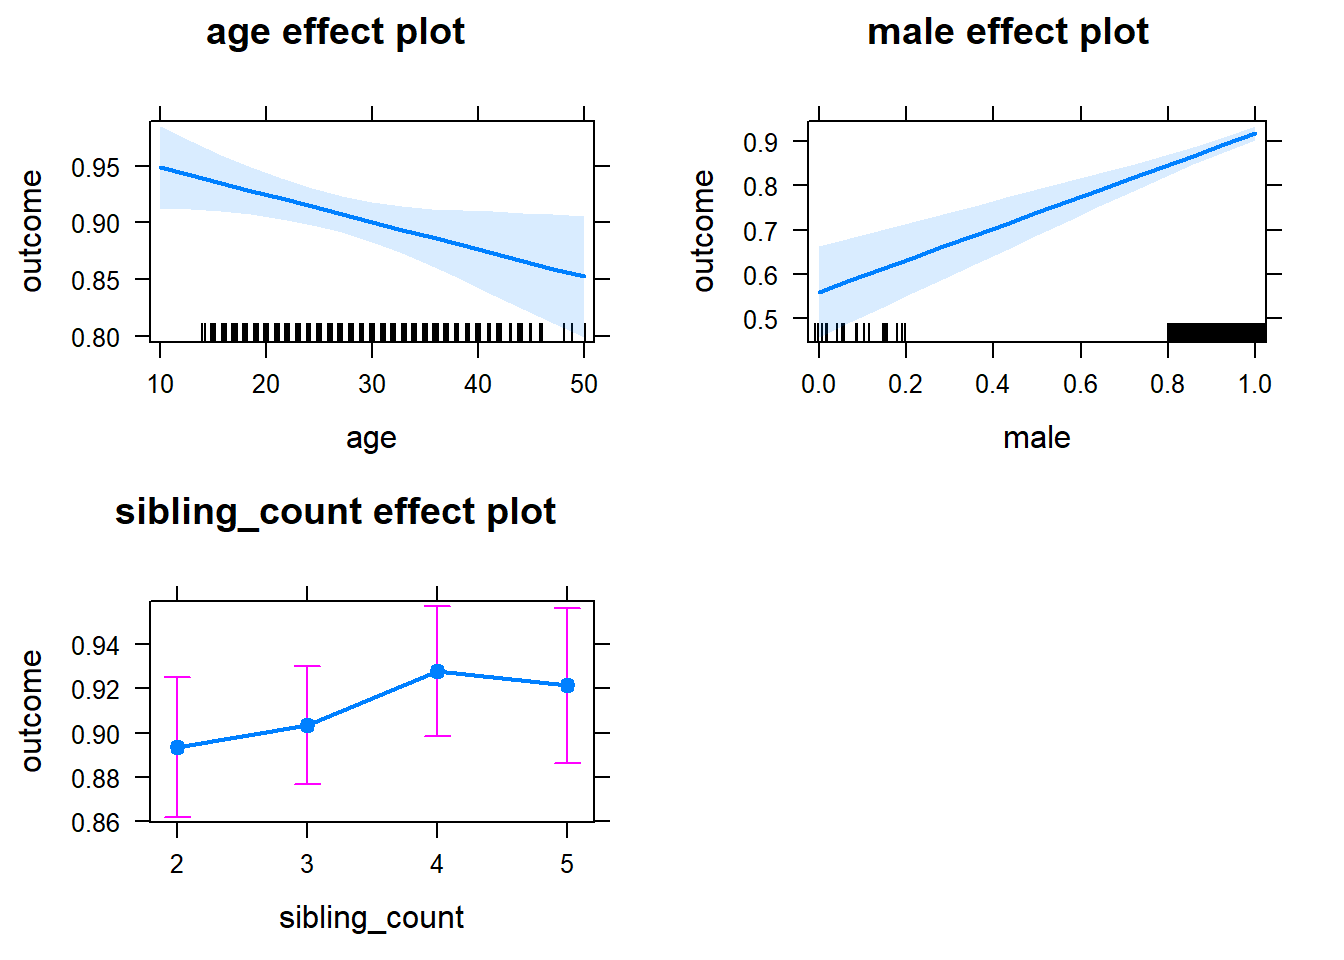 age effect plot
outcome
0.95
0.90
0.85
0.80
10 20 30 40 50
age
male effect plot
outcome
0.9
0.8
0.7
0.6
0.5
0.0 0.2 0.4 0.6 0.8 1.0
male
sibling_count effect plot
outcome
0.94
0.92
0.90
0.88
0.86
2 3 4 5
sibling_count